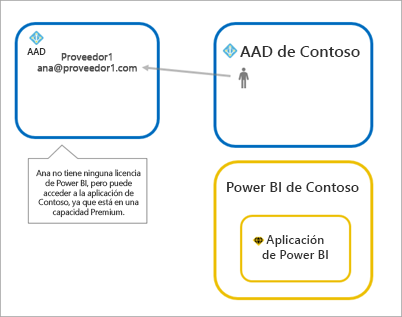 AAD
Proveedor1
ana@proveedor1.com
AAD de Contoso
Ana no tiene ninguna licencia
de Power BI, pero puede
acceder a la aplicación de
Contoso, ya que está en una
capacidad Premium.
Power BI de Contoso
Aplicación
de Power BI